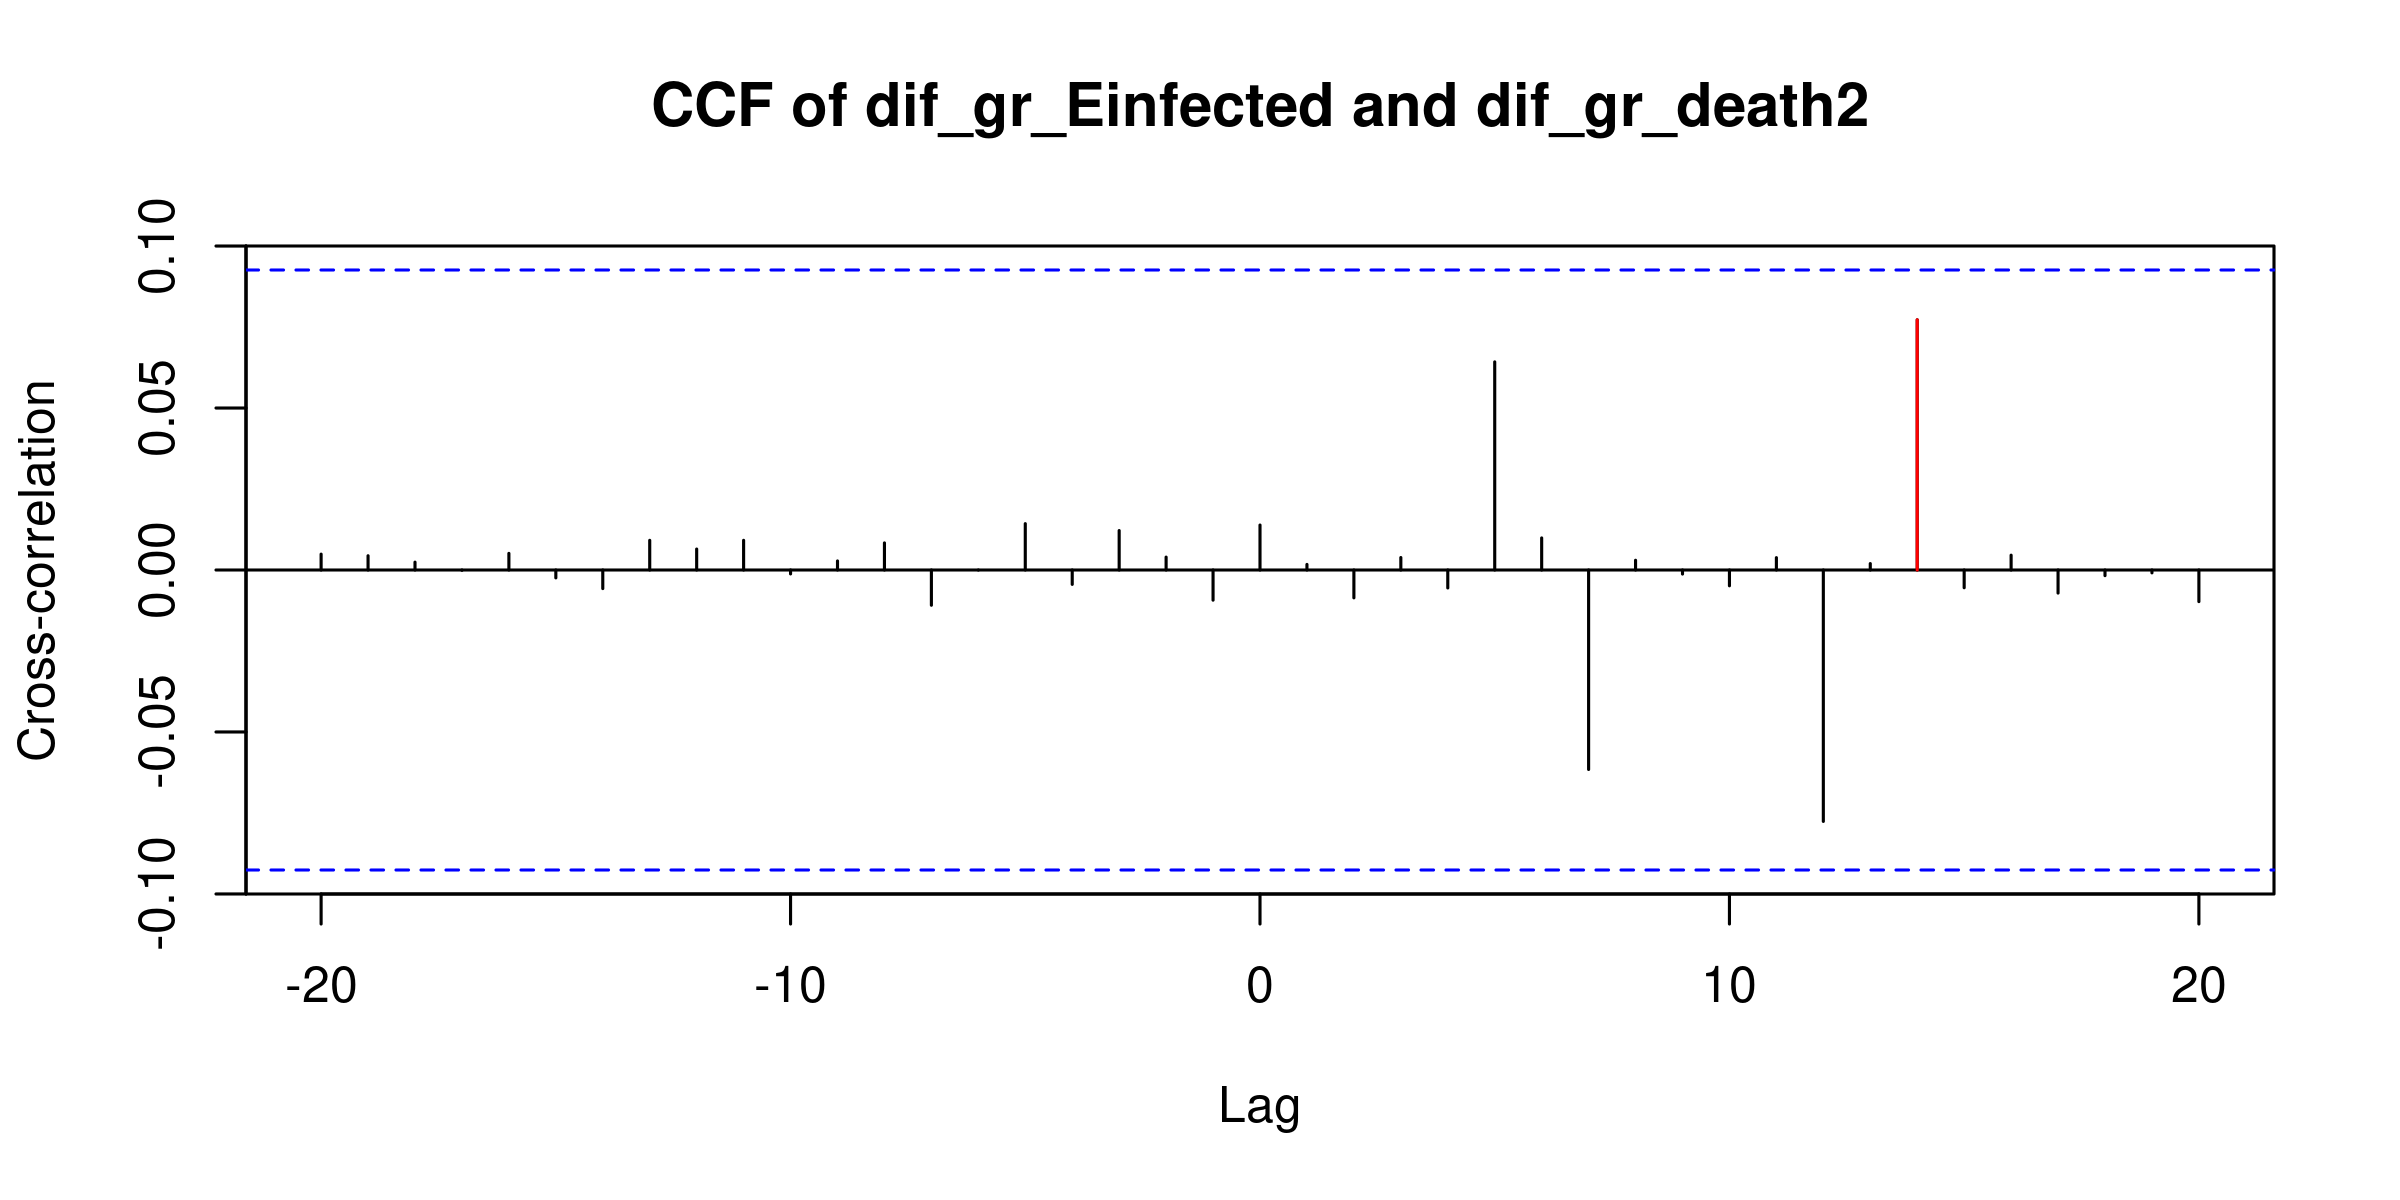 CCF of dif_gr_Einfected and dif_gr_death2
Cross-correlation
0.10
0.05
0.00
-0.05
-0.10
-20 -10 0 10 20
Lag